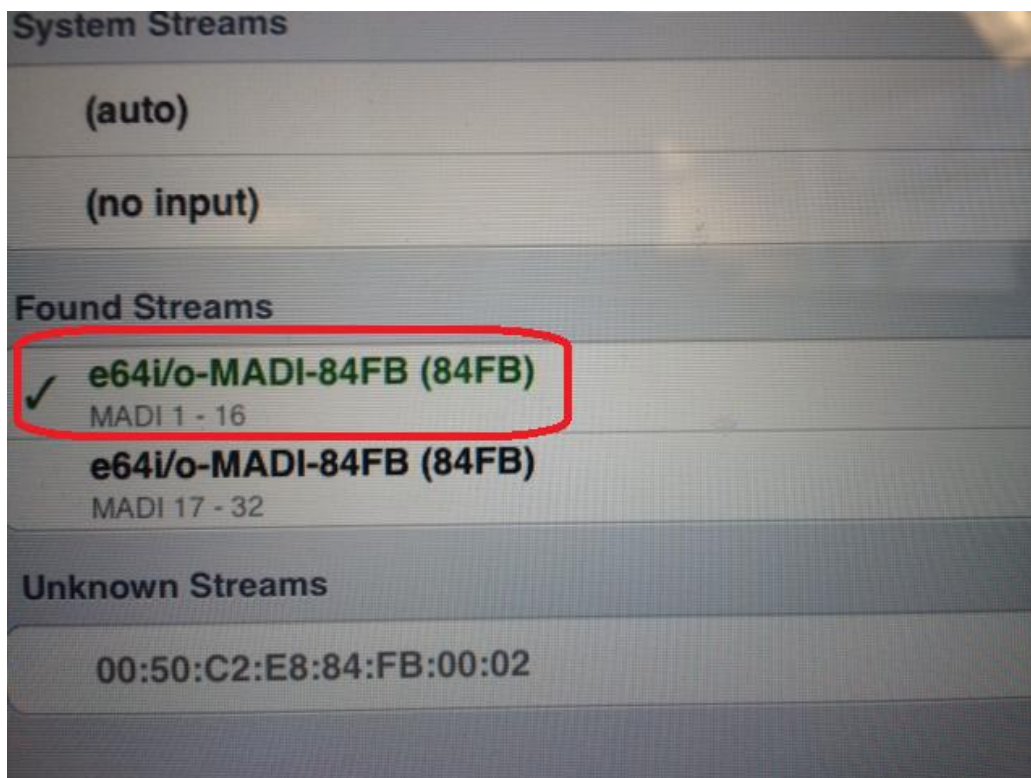 System Streams
(auto)
(no input)
Found Streams
✓ e64i/o-MADI-84FB (84FB)
MADI 1 - 16
e64i/o-MADI-84FB (84FB)
MADI 17 - 32
Unknown Streams
00:50:C2:E8:84:FB:00:02